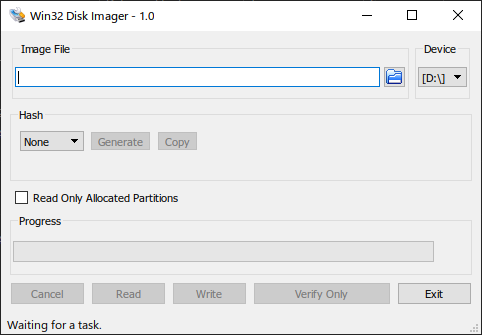 Win32 Disk Imager - 1.0
Image File
Device
[D:\]
Hash
None
Generate
Copy
Read Only Allocated Partitions
Progress
Cancel
Read
Write
Verify Only
Exit
Waiting for a task.